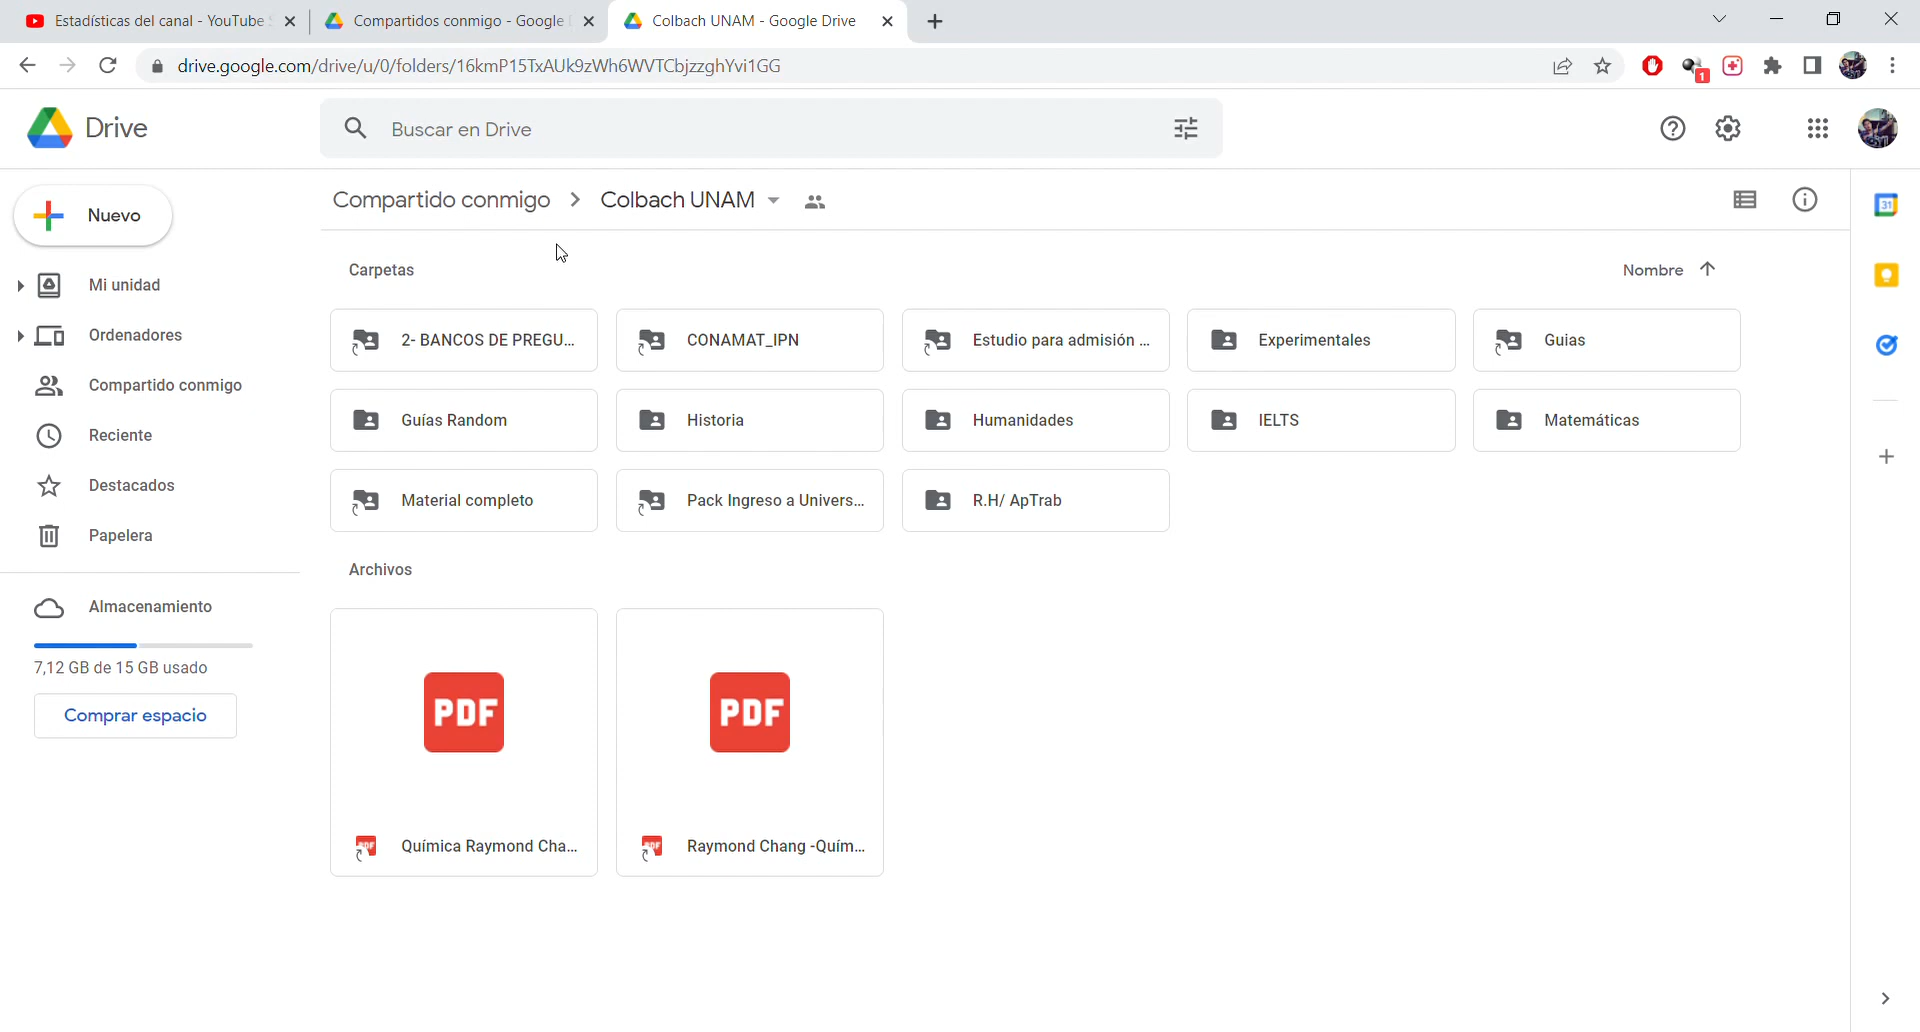 Estadísticas del canal - YouTube
Compartidos conmigo - Google
Colbach UNAM - Google Drive
drive.google.com/drive/u/0/folders/16kmP15TxAUk9zWh6WVTCbjzzghYvi1GG
1
Drive
Buscar en Drive
Nuevo
Compartido conmigo
Colbach UNAM
31
Mi unidad
Ordenadores
Compartido conmigo
Reciente
Destacados
Papelera
Almacenamiento
7,12 GB de 15 GB usado
Comprar espacio
Carpetas
Nombre
2- BANCOS DE PREGU...
CONAMAT_IPN
Estudio para admisión ...
Experimentales
Guias
Guías Random
Historia
Humanidades
IELTS
Matemáticas
Material completo
Pack Ingreso a Univers...
R.H/ ApTrab
Archivos
PDF
PDF
PDF
Química Raymond Cha...
PDF
Raymond Chang -Quím...